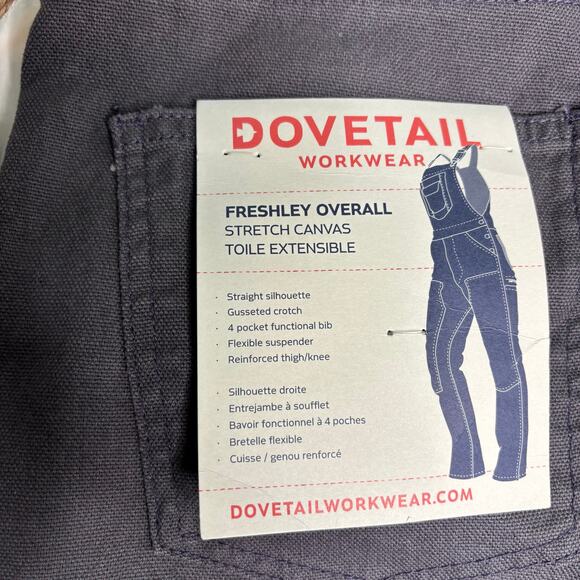 DOVETAIL
WORKWEAR
FRESHLEY OVERALL
STRETCH CANVAS
TOILE EXTENSIBLE
· Straight silhouette
· Gusseted crotch
· 4 pocket functional bib
· Flexible suspender
· Reinforced thigh/knee
· Silhouette droite
· Entrejambe à soufflet
· Bavoir fonctionnel à 4 poches
· Bretelle flexible
· Cuisse / genou renforcé
DOVETAILWORKWEAR.COM